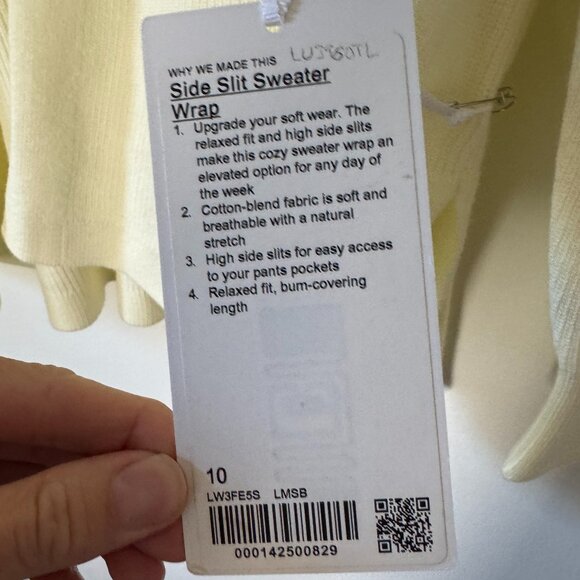 WHY WE MADE THIS
Side Slit Sweater
Wrap
1. Upgrade your soft wear. The
relaxed fit and high side slits
make this cozy sweater wrap an
elevated option for any day of
the week
2. Cotton-blend fabric is soft and
breathable with a natural
stretch
3. High side slits for easy access
to your pants pockets
4. Relaxed fit, bum-covering
length
10
LW3FE5S LMSB
000142500829